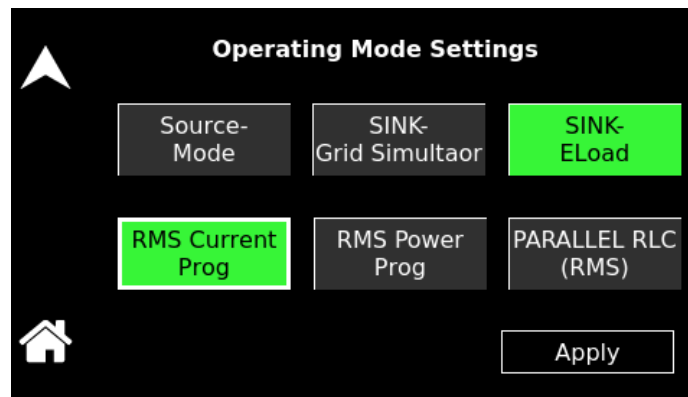 Operating Mode Settings
Source-
Mode
SINK-
Grid Simultaor
SINK-
ELoad
RMS Current
Prog
RMS Power
Prog
PARALLEL RLC
(RMS)
Apply